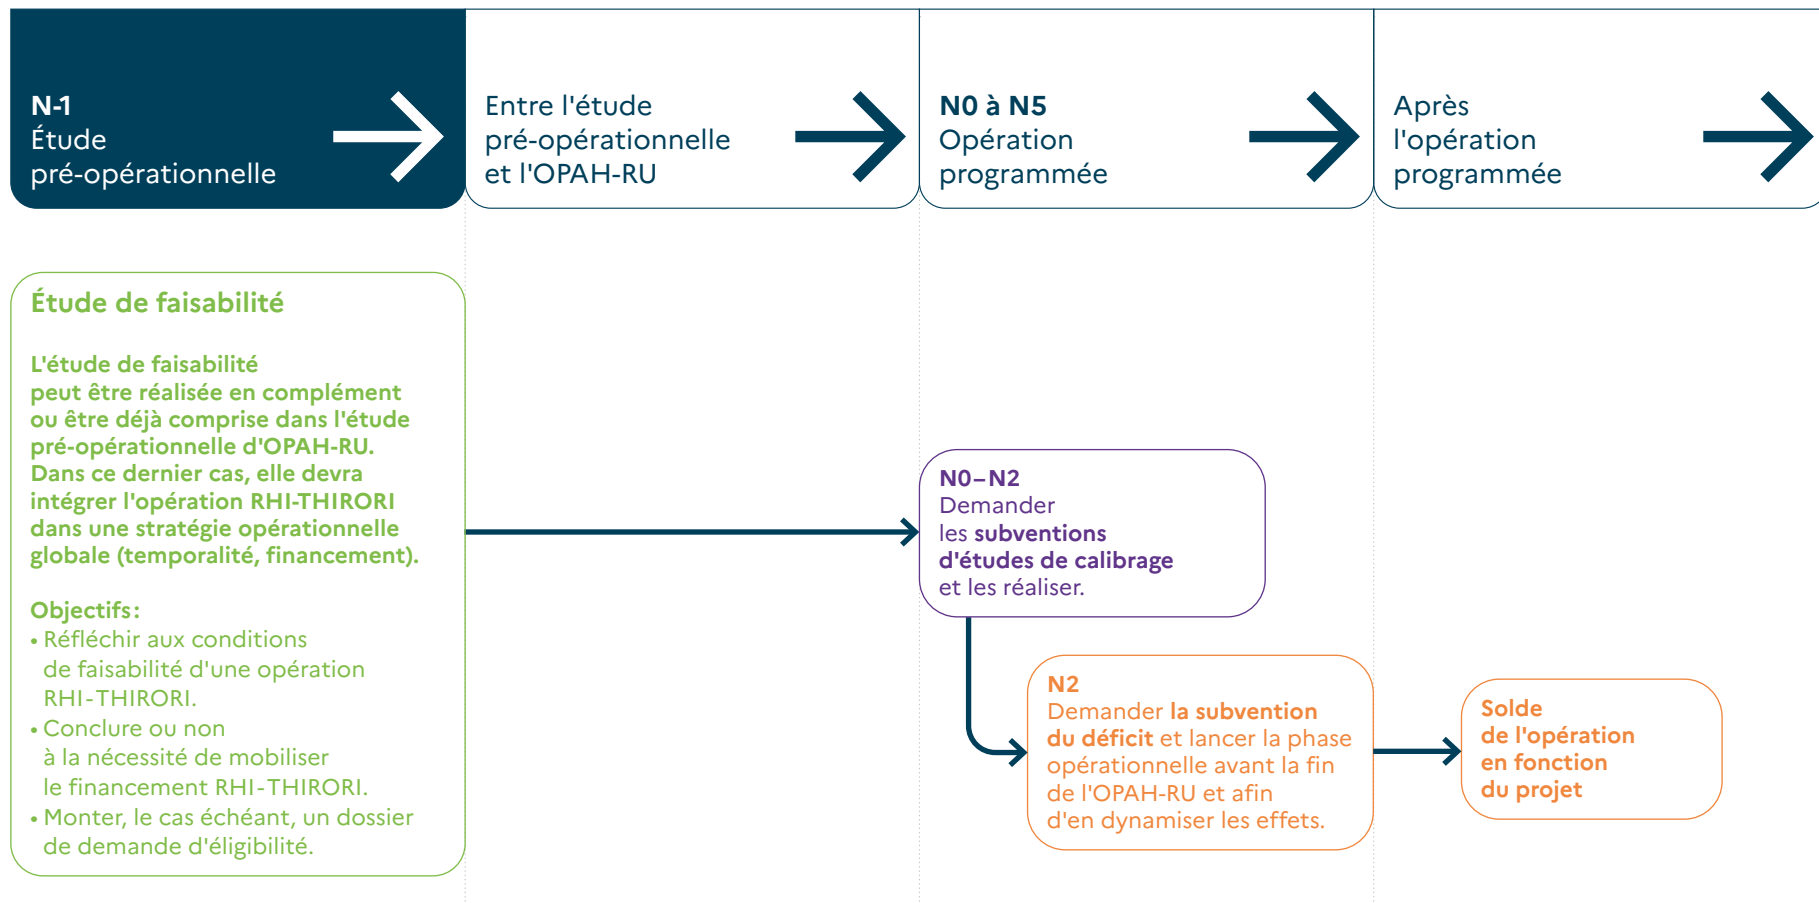 N-1
Étude
pré-opérationnelle
Entre l'étude
pré-opérationnelle
et l'OPAH-RU
N0 à N5
Opération
programmée
Après
l'opération
programmée
Étude de faisabilité
L'étude de faisabilité
peut être réalisée en complément
ou être déjà comprise dans l'étude
pré-opérationnelle d'OPAH-RU.
Dans ce dernier cas, elle devra
intégrer l'opération RHI-THIRORI
dans une stratégie opérationnelle
globale (temporalité, financement).
Objectifs :
• Réfléchir aux conditions
de faisabilité d'une opération
RHI-THIRORI.
• Conclure ou non
à la nécessité de mobiliser
le financement RHI-THIRORI.
• Monter, le cas échéant, un dossier
de demande d'éligibilité.
N0–N2
Demander
les subventions
d'études de calibrage
et les réaliser.
N2
Demander la subvention
du déficit et lancer la phase
opérationnelle avant la fin
de l'OPAH-RU et afin
d'en dynamiser les effets.
Solde
de l'opération
en fonction
du projet